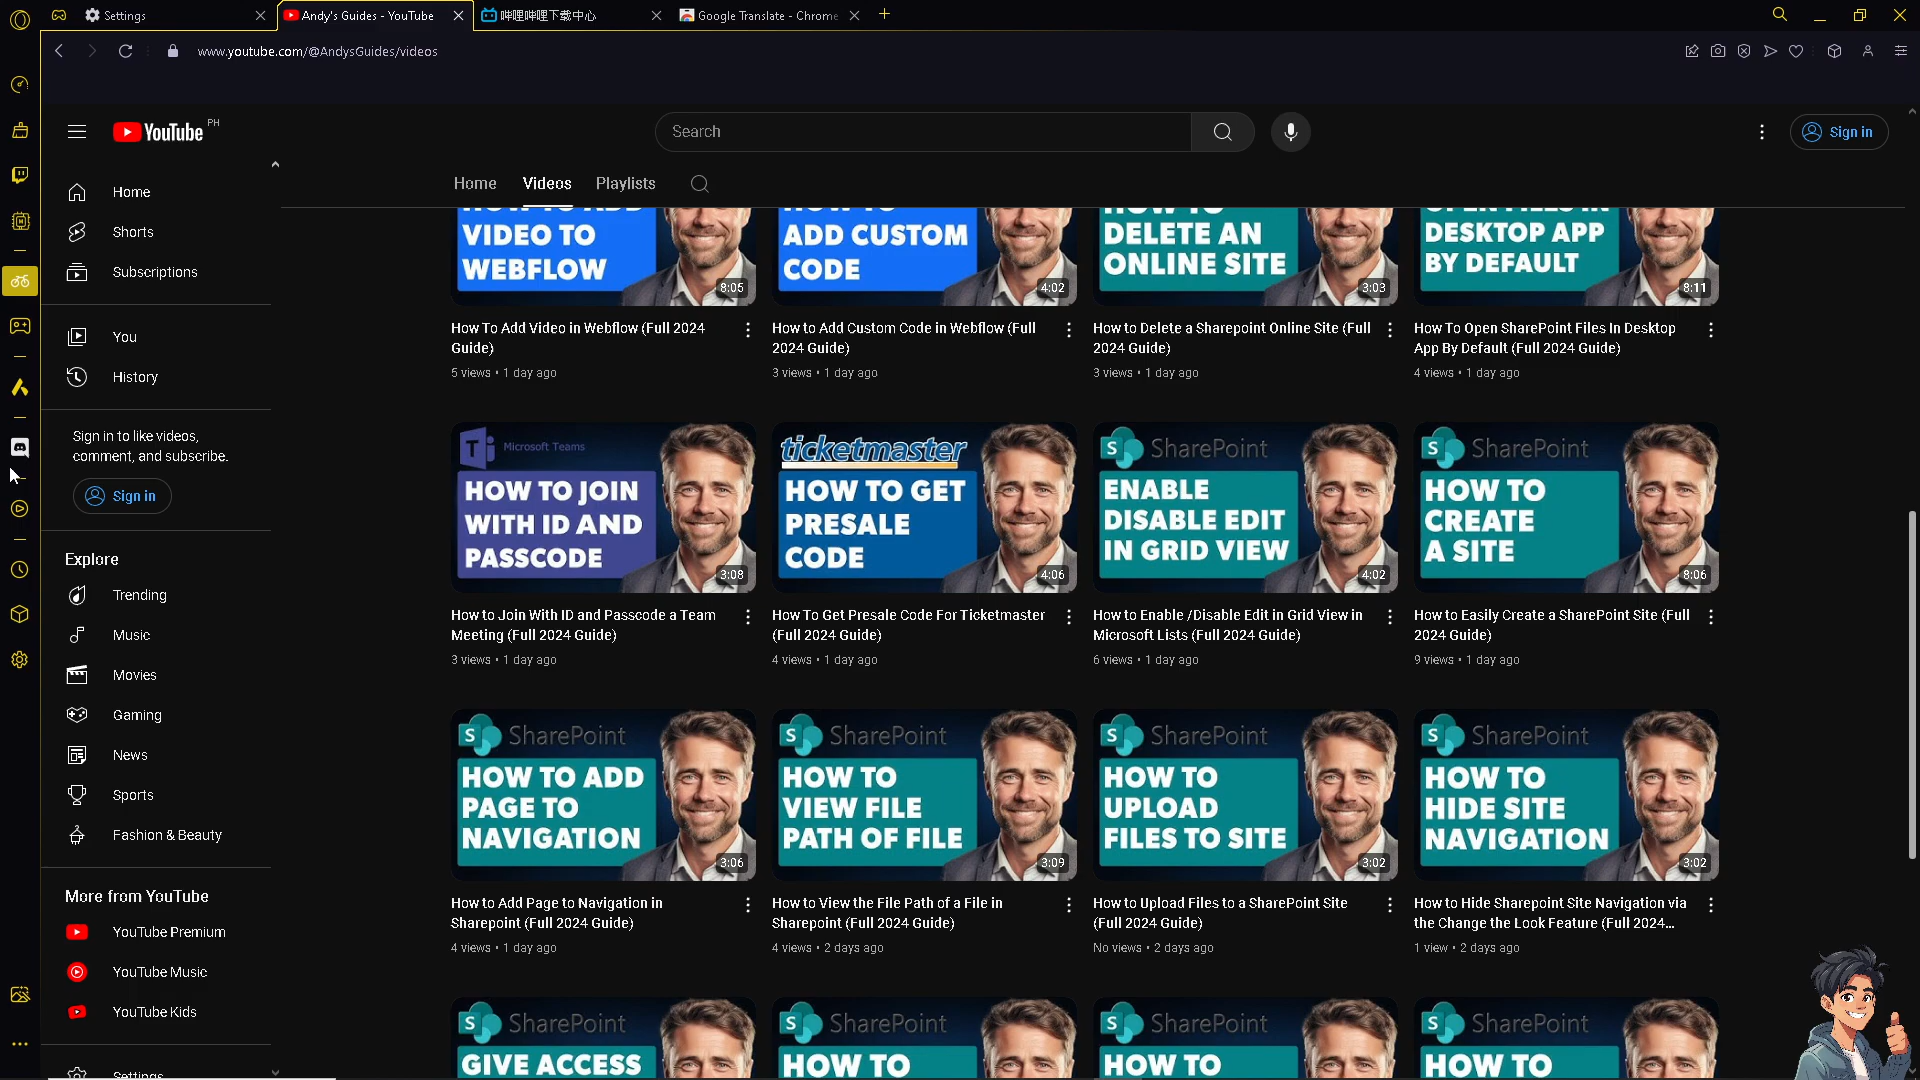 Settings
Andy's Guides - YouTube
哔哩哔哩下载中心
Google Translate - Chrome
www.youtube.com/@AndysGuides/videos
YouTube PH
Search
Sign in
Home
Videos
Playlists
Home
Shorts
Subscriptions
You
History
Sign in to like videos,
comment, and subscribe.
Sign in
Explore
Trending
Music
Movies
Gaming
News
Sports
Fashion & Beauty
More from YouTube
YouTube Premium
YouTube Music
YouTube Kids
Settings
HOW TO ADD
VIDEO TO
WEBFLOW
8:05
How To Add Video in Webflow (Full 2024
Guide)
5 views • 1 day ago
HOW TO
ADD CUSTOM
CODE
4:02
How to Add Custom Code in Webflow (Full
2024 Guide)
3 views • 1 day ago
HOW TO
DELETE AN
ONLINE SITE
3:03
How to Delete a Sharepoint Online Site (Full
2024 Guide)
3 views • 1 day ago
OPEN FILES IN
DESKTOP APP
BY DEFAULT
8:11
How To Open SharePoint Files In Desktop
App By Default (Full 2024 Guide)
4 views • 1 day ago
Microsoft Teams
HOW TO JOIN
WITH ID AND
PASSCODE
3:08
How to Join With ID and Passcode a Team
Meeting (Full 2024 Guide)
3 views • 1 day ago
ticketmaster
HOW TO GET
PRESALE
CODE
4:06
How To Get Presale Code For Ticketmaster
(Full 2024 Guide)
4 views • 1 day ago
S SharePoint
ENABLE
DISABLE EDIT
IN GRID VIEW
4:02
How to Enable /Disable Edit in Grid View in
Microsoft Lists (Full 2024 Guide)
6 views • 1 day ago
S SharePoint
HOW TO
CREATE
A SITE
8:06
How to Easily Create a SharePoint Site (Full
2024 Guide)
9 views • 1 day ago
S SharePoint
HOW TO ADD
PAGE TO
NAVIGATION
3:06
How to Add Page to Navigation in
Sharepoint (Full 2024 Guide)
4 views • 1 day ago
S SharePoint
HOW TO
VIEW FILE
PATH OF FILE
3:09
How to View the File Path of a File in
Sharepoint (Full 2024 Guide)
4 views • 2 days ago
S SharePoint
HOW TO
UPLOAD
FILES TO SITE
3:02
How to Upload Files to a SharePoint Site
(Full 2024 Guide)
No views • 2 days ago
S SharePoint
HOW TO
HIDE SITE
NAVIGATION
3:02
How to Hide Sharepoint Site Navigation via
the Change the Look Feature (Full 2024...
1 view • 2 days ago
S SharePoint
GIVE ACCESS
S SharePoint
HOW TO
S SharePoint
HOW TO
S SharePoint
HOW TO